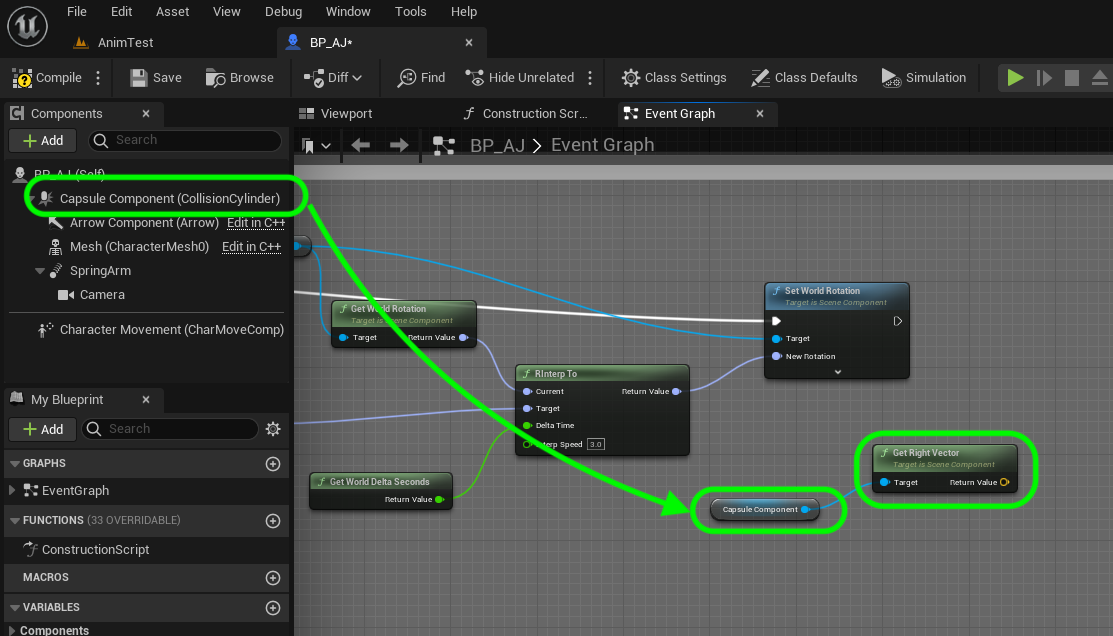 File Edit Asset View Debug Window Tools Help
AnimTest
BP_AJ*
Compile
Save
Browse
Diff
Find
Hide Unrelated
Class Settings
Class Defaults
Simulation
Components
Viewport
Construction Scr...
Event Graph
Add
Search
BP_AJ > Event Graph
BP_AJ (Self)
Capsule Component (CollisionCylinder)
Arrow Component (Arrow) Edit in C++
Mesh (CharacterMesh0) Edit in C++
SpringArm
Camera
Character Movement (CharMoveComp)
My Blueprint
Add
Search
GRAPHS
EventGraph
FUNCTIONS (33 OVERRIDABLE)
ConstructionScript
MACROS
VARIABLES
Components
Get World Rotation
Target is Scene Component
Target Return Value
Set World Rotation
Target is Scene Component
Target
New Rotation
RInterp To
Current Return Value
Target
Delta Time
Speed 3.0
Get World Delta Seconds
Return Value
Capsule Component
Get Right Vector
Target is Scene Component
Target Return Value